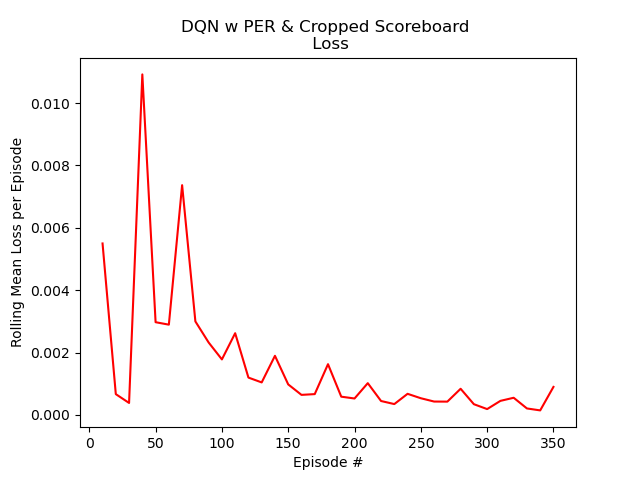 DQN w PER & Cropped Scoreboard
Loss
Rolling Mean Loss per Episode
0.010
0.008
0.006
0.004
0.002
0.000
0 50 100 150 200 250 300 350
Episode #